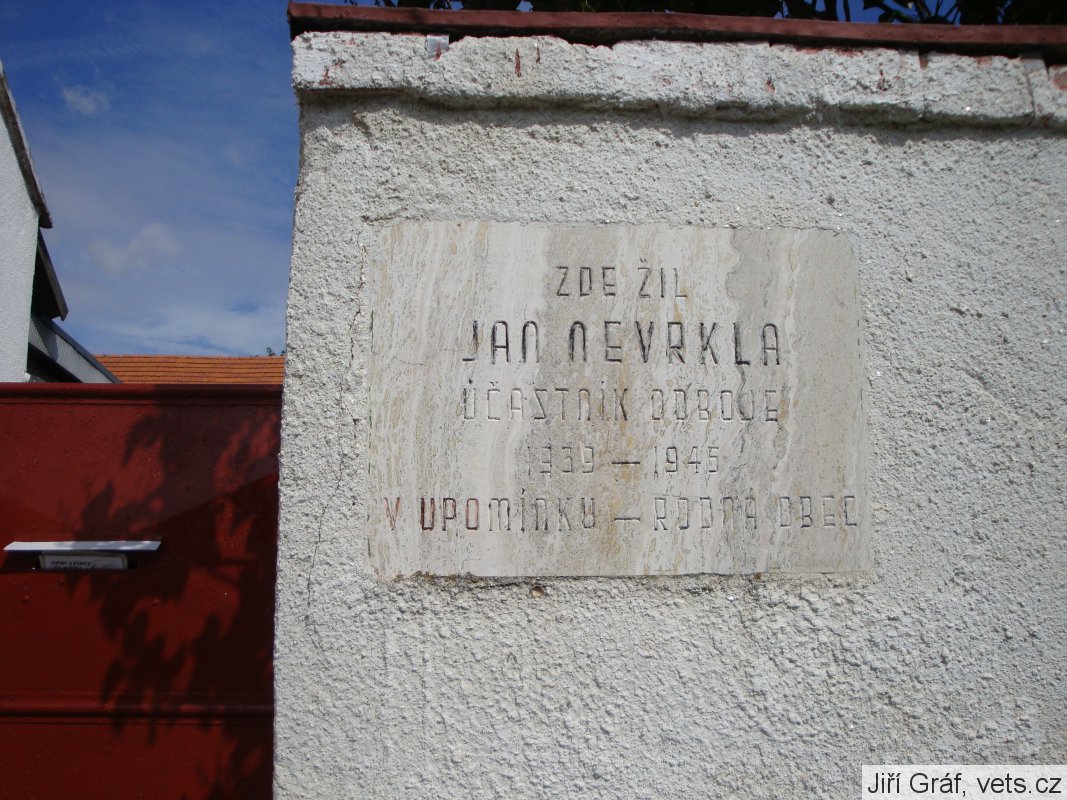 ZDE ŽIL
JAN NEVRKLA
ÚČASTNÍK ODBOJE
1939 — 1945
V UPOMÍNKU — RODNÁ OBEC
Jiří Gráf, vets.cz